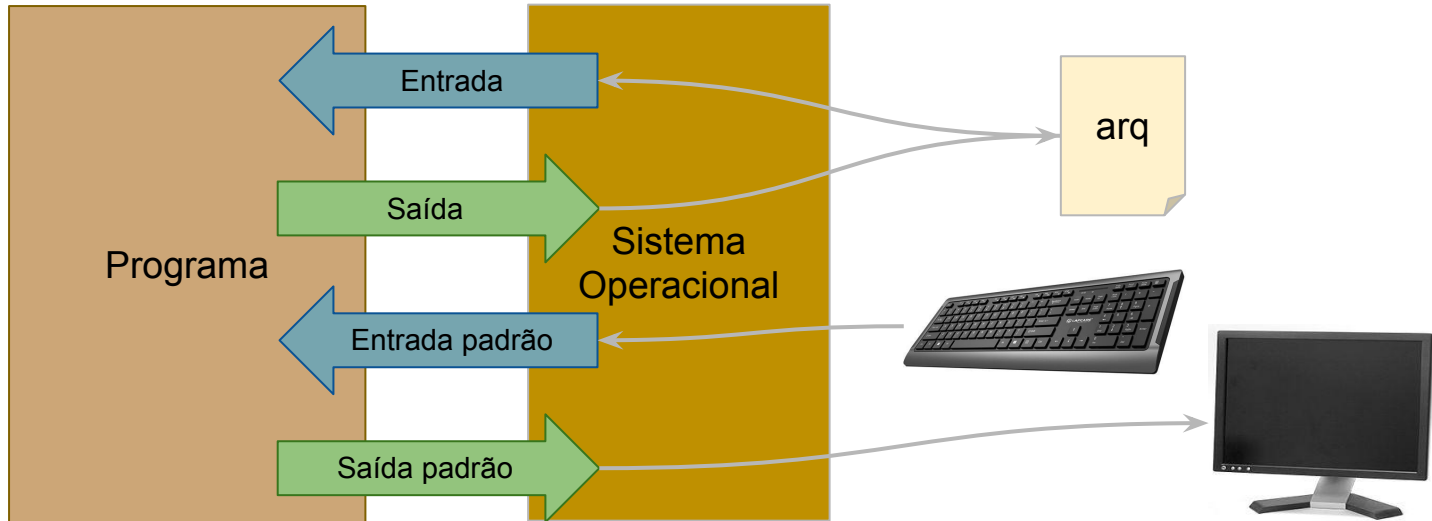 Entrada
arq
Saída
Programa
Sistema
Operacional
Entrada padrão
Saída padrão